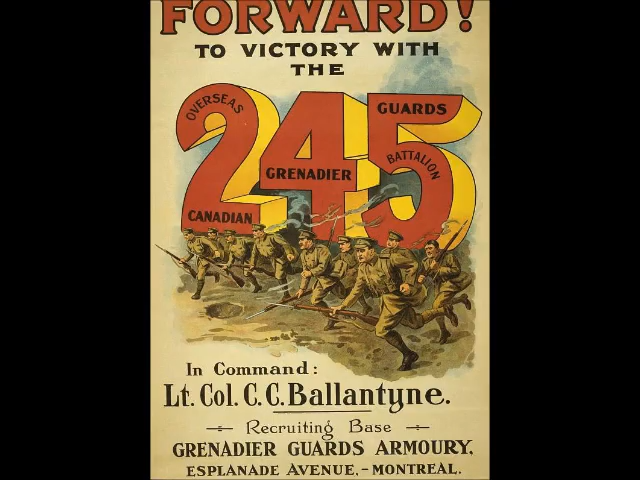 FORWARD!
TO VICTORY WITH
THE
245
OVERSEAS
GUARDS
BATTALION
GRENADIER
CANADIAN
In Command:
Lt. Col. C. C. Ballantyne.
Recruiting Base
GRENADIER GUARDS ARMOURY,
ESPLANADE AVENUE,-MONTREAL.